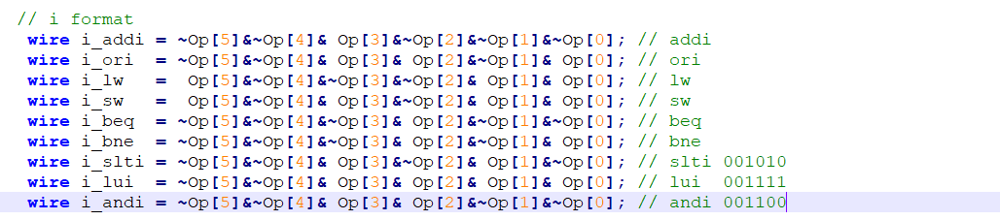 // i format
wire i_addi = ~Op[5]&~Op[4]& Op[3]&~Op[2]&~Op[1]&~Op[0]; // addi
wire i_ori  = ~Op[5]&~Op[4]& Op[3]& Op[2]&~Op[1]& Op[0]; // ori
wire i_lw   =  Op[5]&~Op[4]&~Op[3]&~Op[2]& Op[1]& Op[0]; // lw
wire i_sw   =  Op[5]&~Op[4]& Op[3]&~Op[2]& Op[1]& Op[0]; // sw
wire i_beq  = ~Op[5]&~Op[4]&~Op[3]& Op[2]&~Op[1]&~Op[0]; // beq
wire i_bne  = ~Op[5]&~Op[4]&~Op[3]& Op[2]&~Op[1]& Op[0]; // bne
wire i_slti = ~Op[5]&~Op[4]& Op[3]&~Op[2]& Op[1]&~Op[0]; // slti 001010
wire i_lui  = ~Op[5]&~Op[4]& Op[3]& Op[2]& Op[1]& Op[0]; // lui  001111
wire i_andi = ~Op[5]&~Op[4]& Op[3]& Op[2]&~Op[1]&~Op[0]; // andi 001100